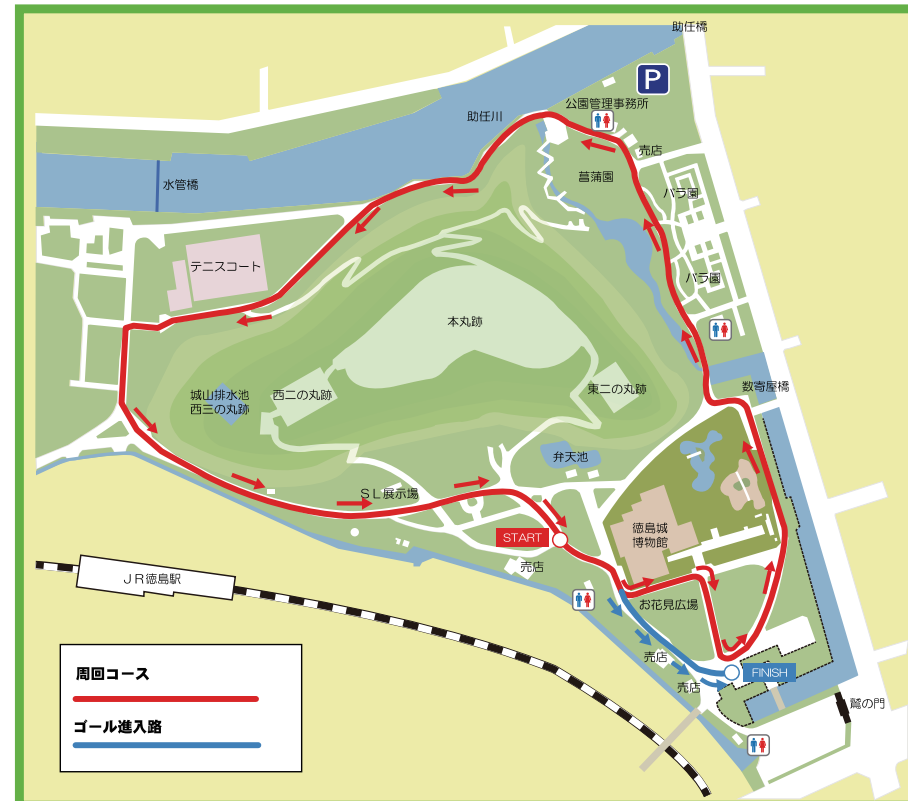 助任橋
P
公園管理事務所
助任川
売店
水管橋
菖蒲園
バラ園
テニスコート
バラ園
本丸跡
数寄屋橋
城山排水池
西三の丸跡
西二の丸跡
東二の丸跡
弁天池
SL展示場
START
徳島城
博物館
売店
JR徳島駅
お花見広場
売店
FINISH
売店
鷲の門
周回コース
ゴール進入路